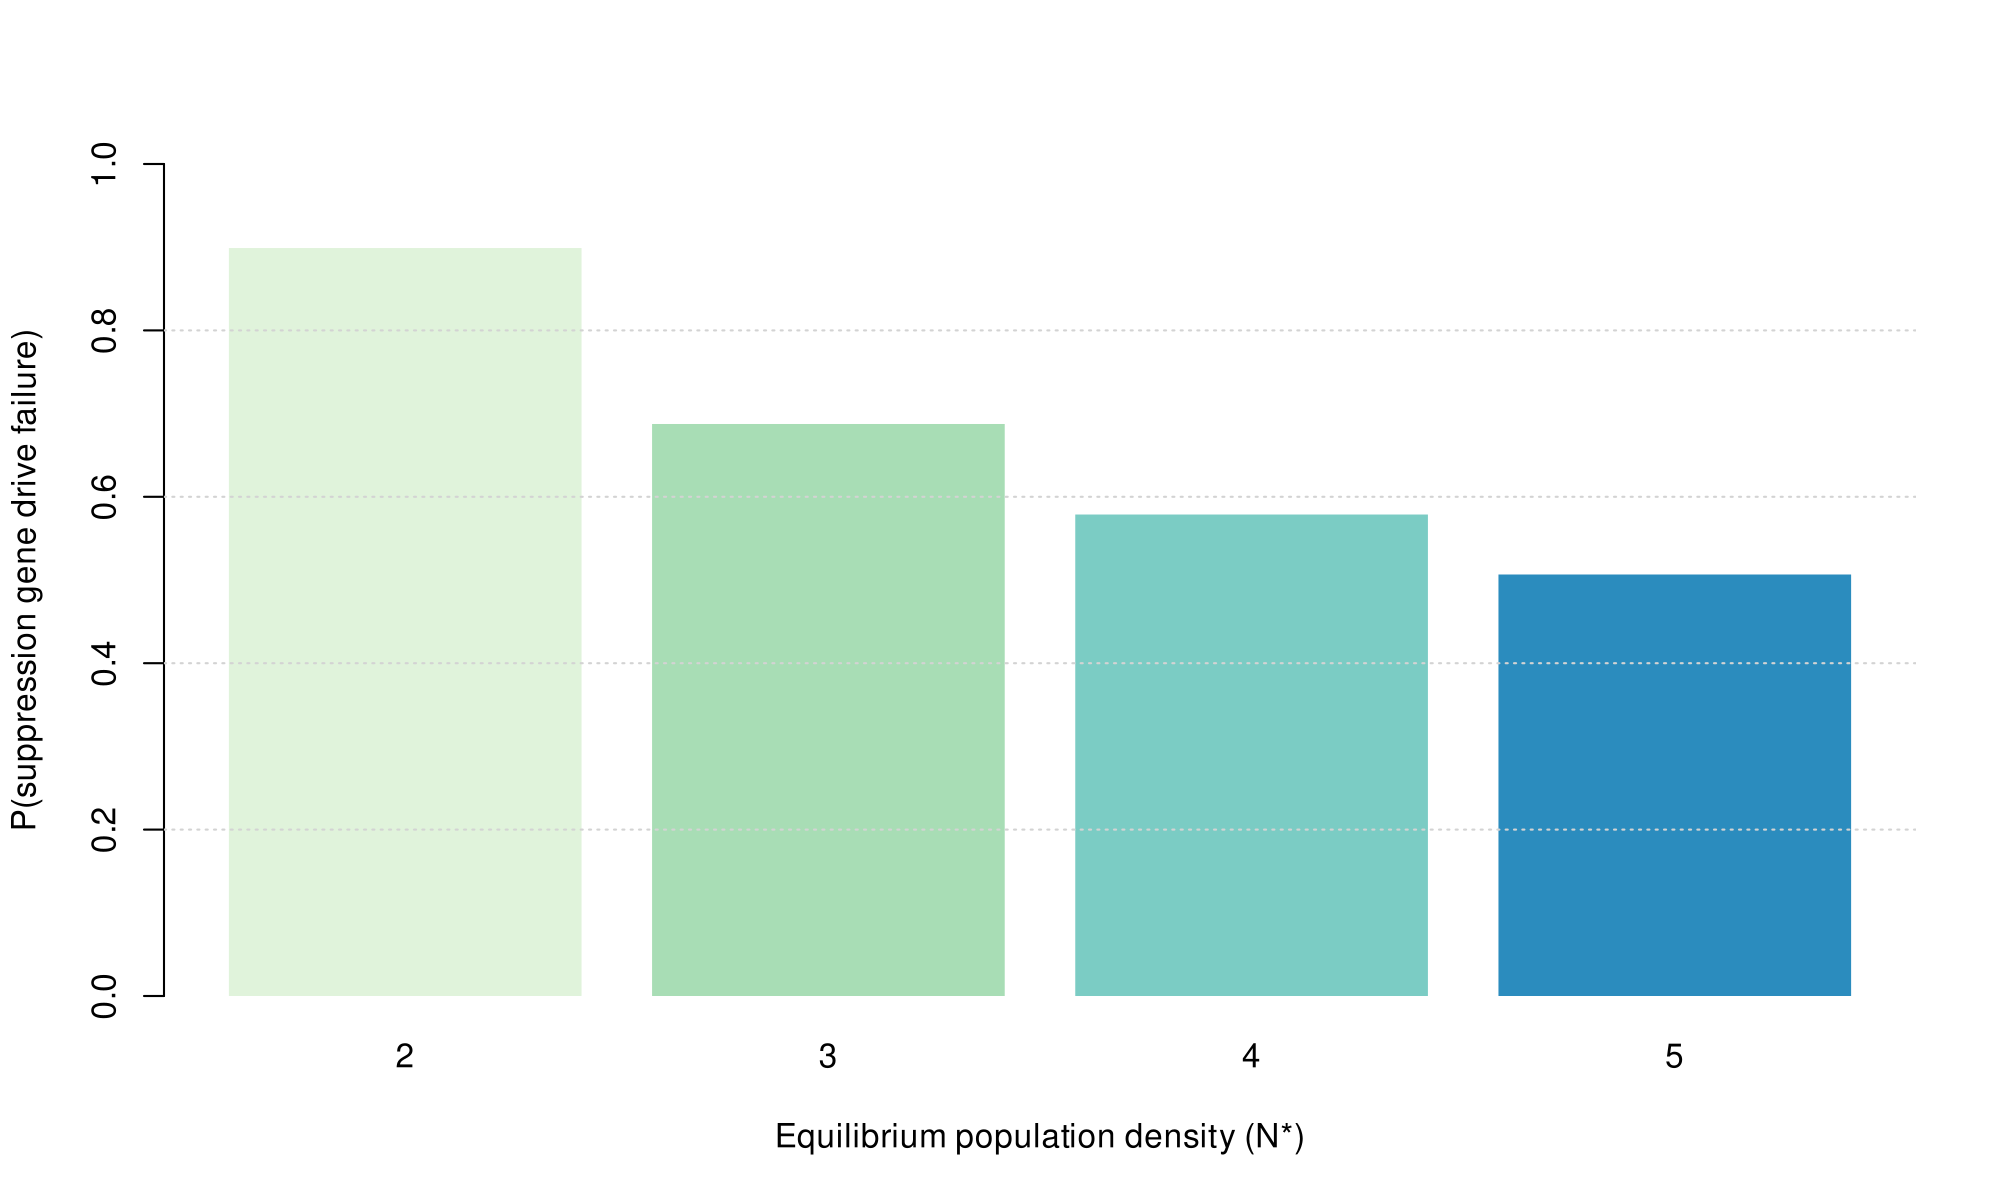 P(suppression gene drive failure)
1.0
0.8
0.6
0.4
0.2
0.0
2 3 4 5
Equilibrium population density (N*)